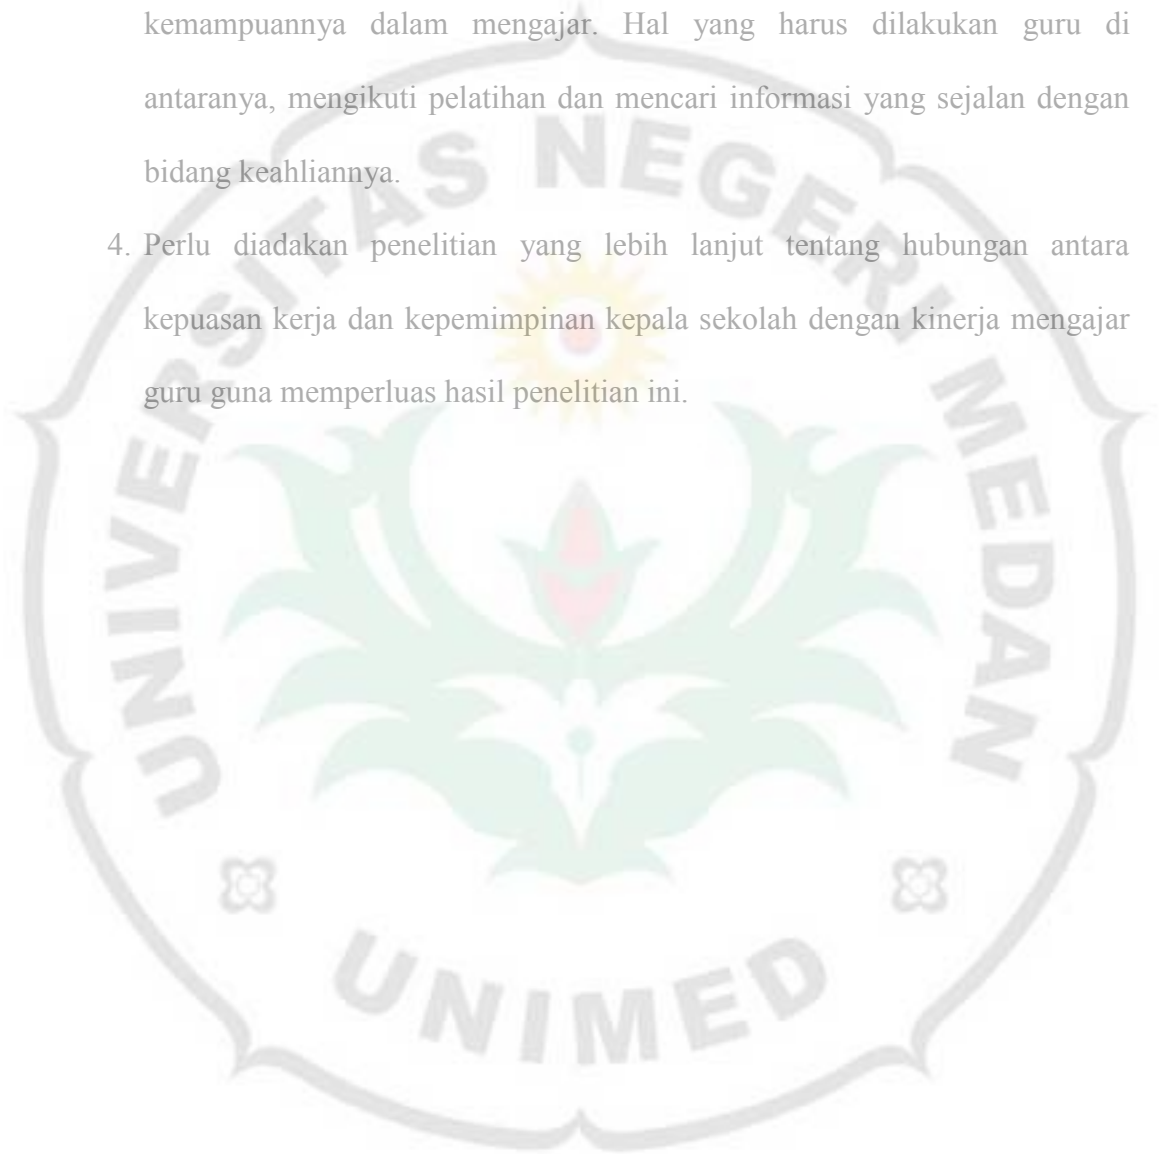 kemampuannya dalam mengajar. Hal yang harus dilakukan guru di
antaranya, mengikuti pelatihan dan mencari informasi yang sejalan dengan
bidang keahliannya.
4. Perlu diadakan penelitian yang lebih lanjut tentang hubungan antara
kepuasan kerja dan kepemimpinan kepala sekolah dengan kinerja mengajar
guru guna memperluas hasil penelitian ini.
UNIVERSITAS NEGERI MEDAN
UNIMED